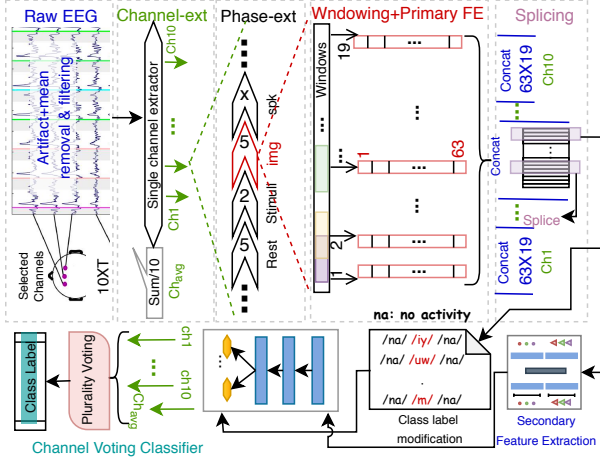 Raw EEG
Artifact+mean
removal & filtering
Selected
Channels
10XT
Channel-ext
Single channel extractor
Ch10
...
Ch1
Sum/10
Chavg
Phase-ext
x
spk
5
img
2
Stimuli
5
Rest
Wndowing+Primary FE
Windows
19
...
1
63
2
1
Concat
Splicing
Concat
63X19
Ch10
Splice
Concat
63X19
Ch1
Class Label
Plurality Voting
ch1
...
ch10
Chavg
Channel Voting Classifier
na: no activity
/na/ /iy/ /na/
/na/ /uw/ /na/
.
/na/ /m/ /na/
Class label
modification
Secondary
Feature Extraction